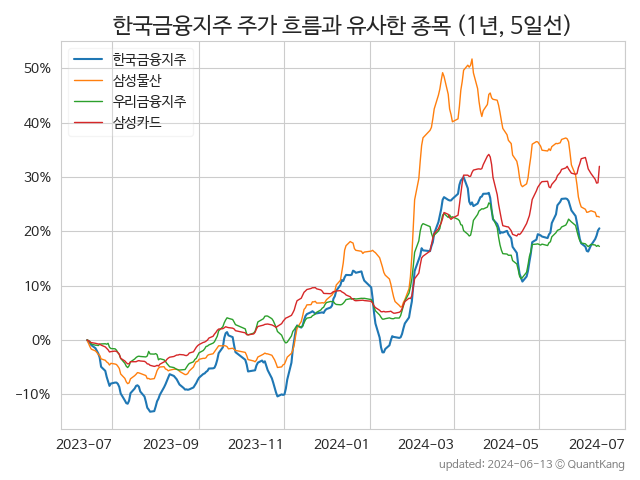 한국금융지주 주가 흐름과 유사한 종목 (1년, 5일선)
한국금융지주
삼성물산
우리금융지주
삼성카드
50%
40%
30%
20%
10%
0%
−10%
2023-07 2023-09 2023-11 2024-01 2024-03 2024-05 2024-07
updated: 2024-06-13 ⓒ QuantKang